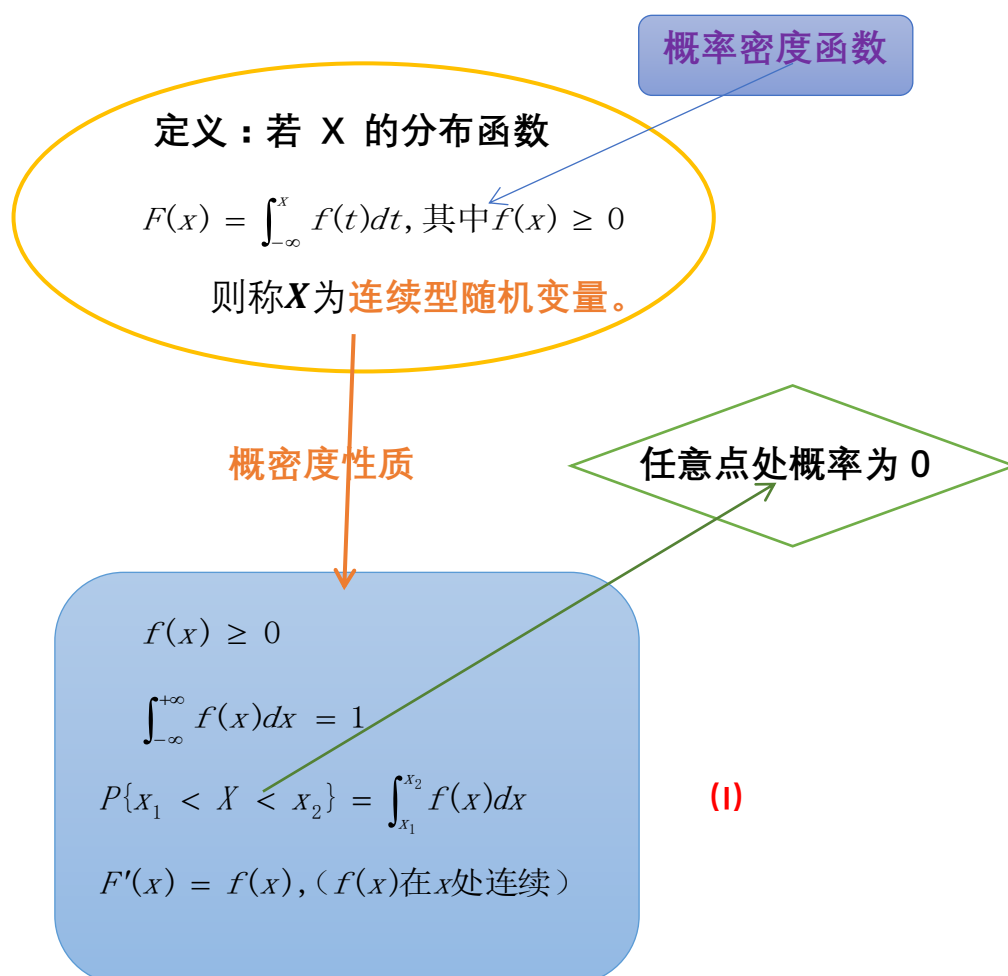 概率密度函数
定义：若 X 的分布函数
F(x) = ∫_{-∞}^{x} f(t)dt, 其中f(x) ≥ 0
则称X为连续型随机变量。
概密度性质
任意点处概率为 0
f(x) ≥ 0
∫_{-∞}^{+∞} f(x)dx = 1
P{x₁ < X < x₂} = ∫_{x₁}^{x₂} f(x)dx
(I)
F'(x) = f(x),（f(x)在x处连续）